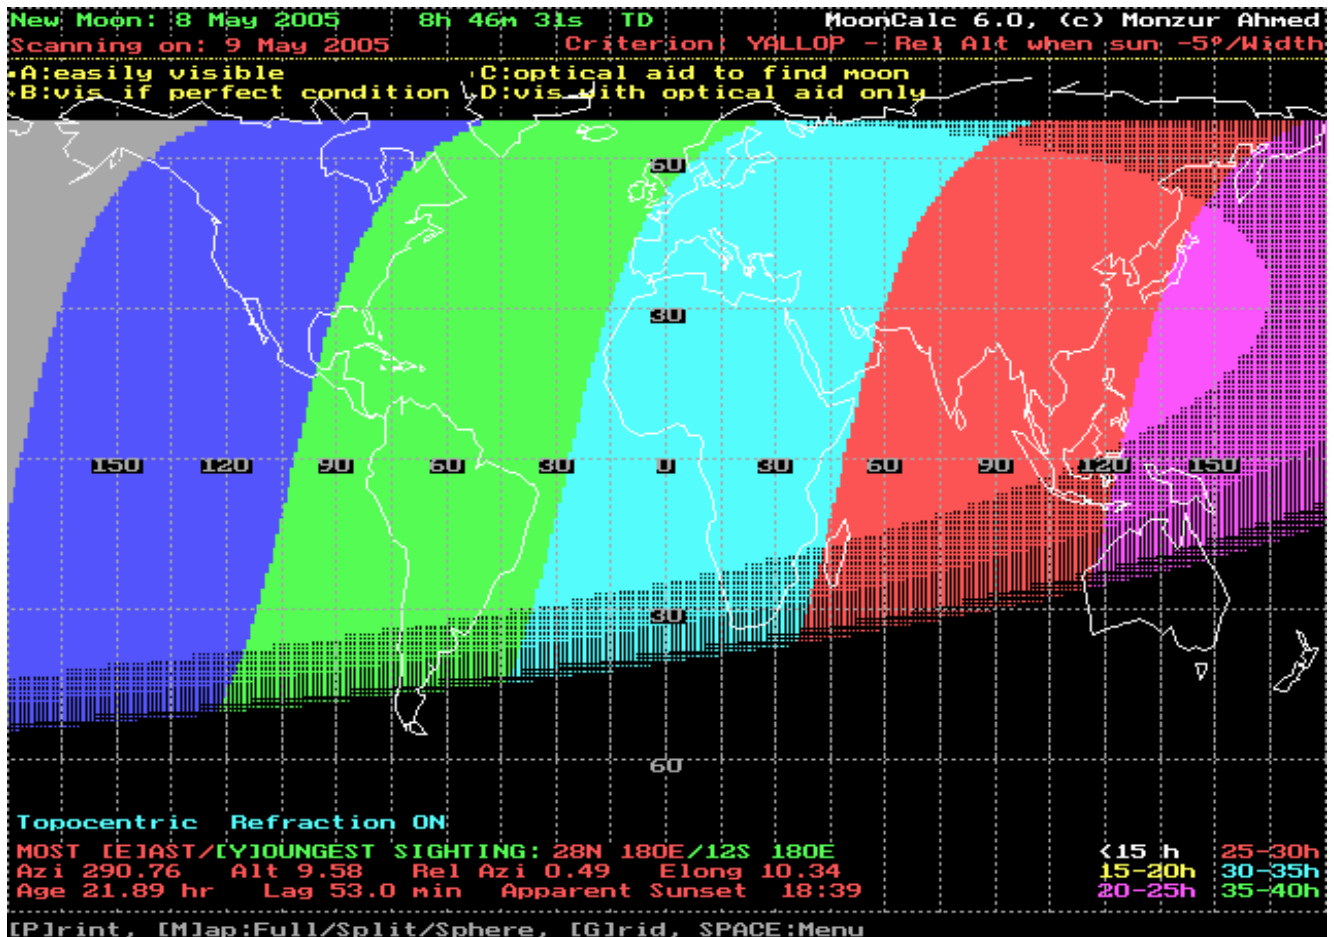 New Moon: 8 May 2005 8h 46m 31s TD MoonCalc 6.0, (c) Monzur Ahmed
Scanning on: 9 May 2005 Criterion: YALLOP - Rel Alt when sun -5º/Width
A:easily visible C:optical aid to find moon
B:vis if perfect condition D:vis with optical aid only
60
30
150 120 90 60 30 0 30 60 90 120 150
30
60
Topocentric Refraction ON
MOST [E]AST/[Y]OUNGEST SIGHTING: 28N 180E/12S 180E <15 h 25-30h
Azi 290.76 Alt 9.58 Rel Azi 0.49 Elong 10.34 15-20h 30-35h
Age 21.89 hr Lag 53.0 min Apparent Sunset 18:39 20-25h 35-40h
[P]rint, [M]ap:Full/Split/Sphere, [G]rid, SPACE:Menu